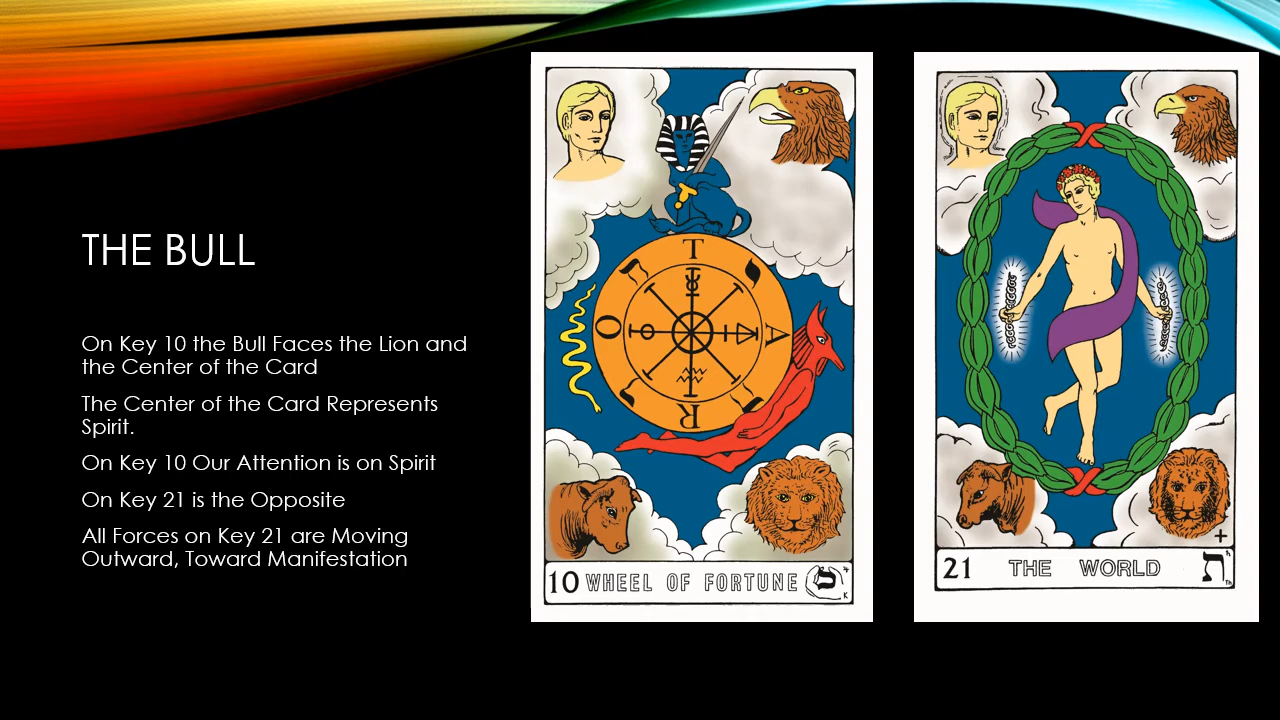 THE BULL
On Key 10 the Bull Faces the Lion and
the Center of the Card
The Center of the Card Represents
Spirit.
On Key 10 Our Attention is on Spirit
On Key 21 is the Opposite
All Forces on Key 21 are Moving
Outward, Toward Manifestation
T
A
R
O
10 WHEEL OF FORTUNE כ
K
21 THE WORLD ת